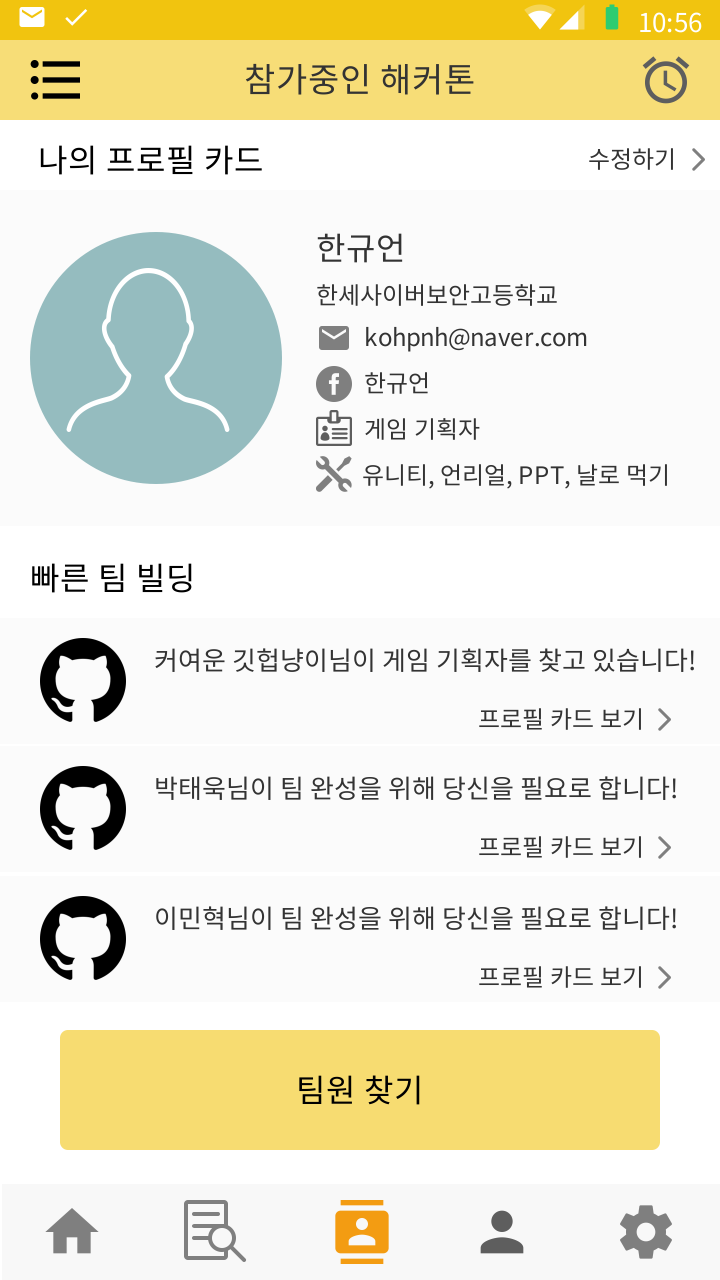 10:56
참가중인 해커톤
나의 프로필 카드
수정하기
한규언
한세사이버보안고등학교
kohpnh@naver.com
한규언
게임 기획자
유니티, 언리얼, PPT, 날로 먹기
빠른 팀 빌딩
커여운 깃헙냥이님이 게임 기획자를 찾고 있습니다!
프로필 카드 보기
박태욱님이 팀 완성을 위해 당신을 필요로 합니다!
프로필 카드 보기
이민혁님이 팀 완성을 위해 당신을 필요로 합니다!
프로필 카드 보기
팀원 찾기